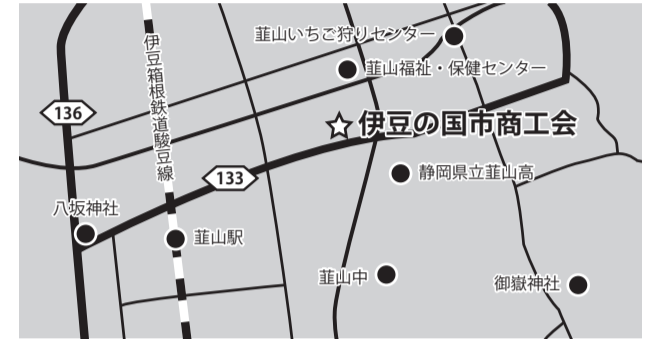 韮山いちご狩りセンター
韮山福祉・保健センター
伊豆箱根鉄道駿豆線
136
伊豆の国市商工会
133
静岡県立韮山高
八坂神社
韮山駅
韮山中
御嶽神社